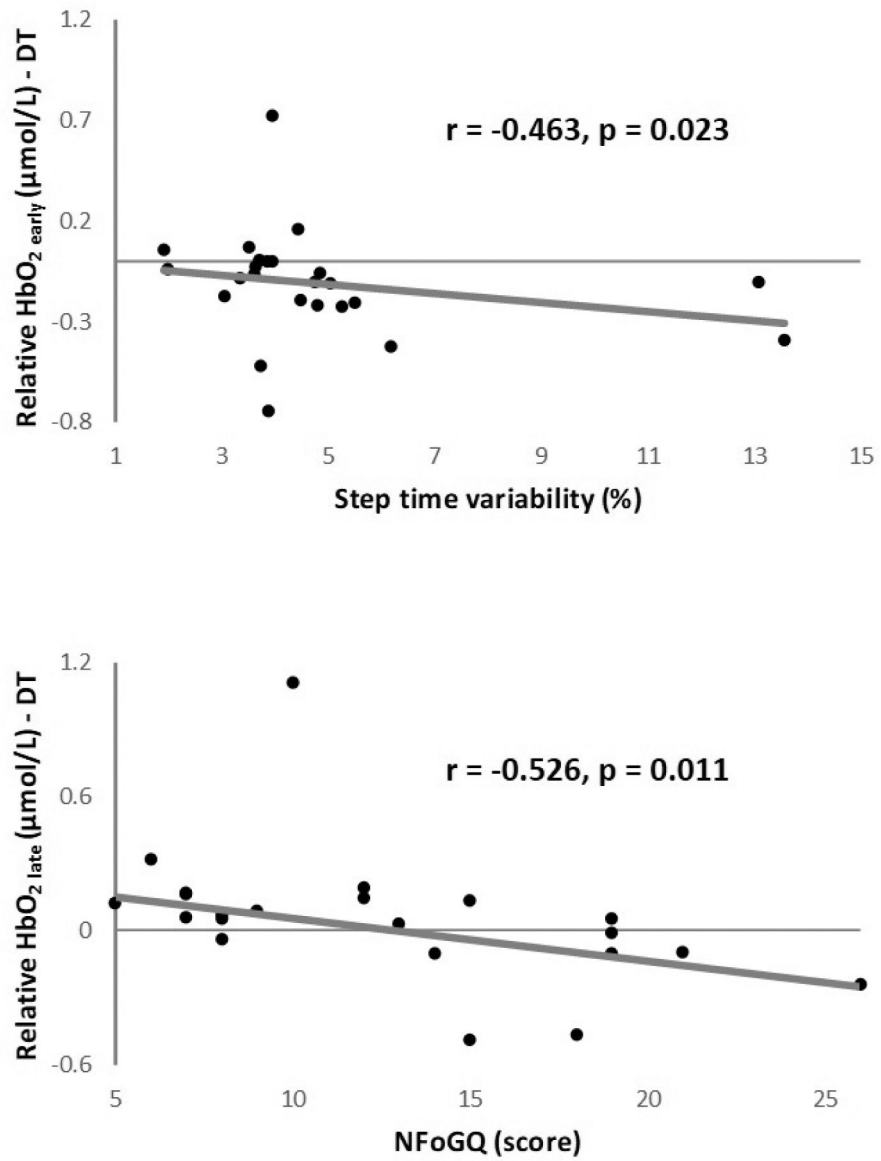 Relative HbO2 early (µmol/L) - DT
1.2
0.7
0.2
-0.3
-0.8
r = -0.463, p = 0.023
1 3 5 7 9 11 13 15
Step time variability (%)
Relative HbO2 late (µmol/L) - DT
1.2
0.6
0
-0.6
r = -0.526, p = 0.011
5 10 15 20 25
NFoGQ (score)